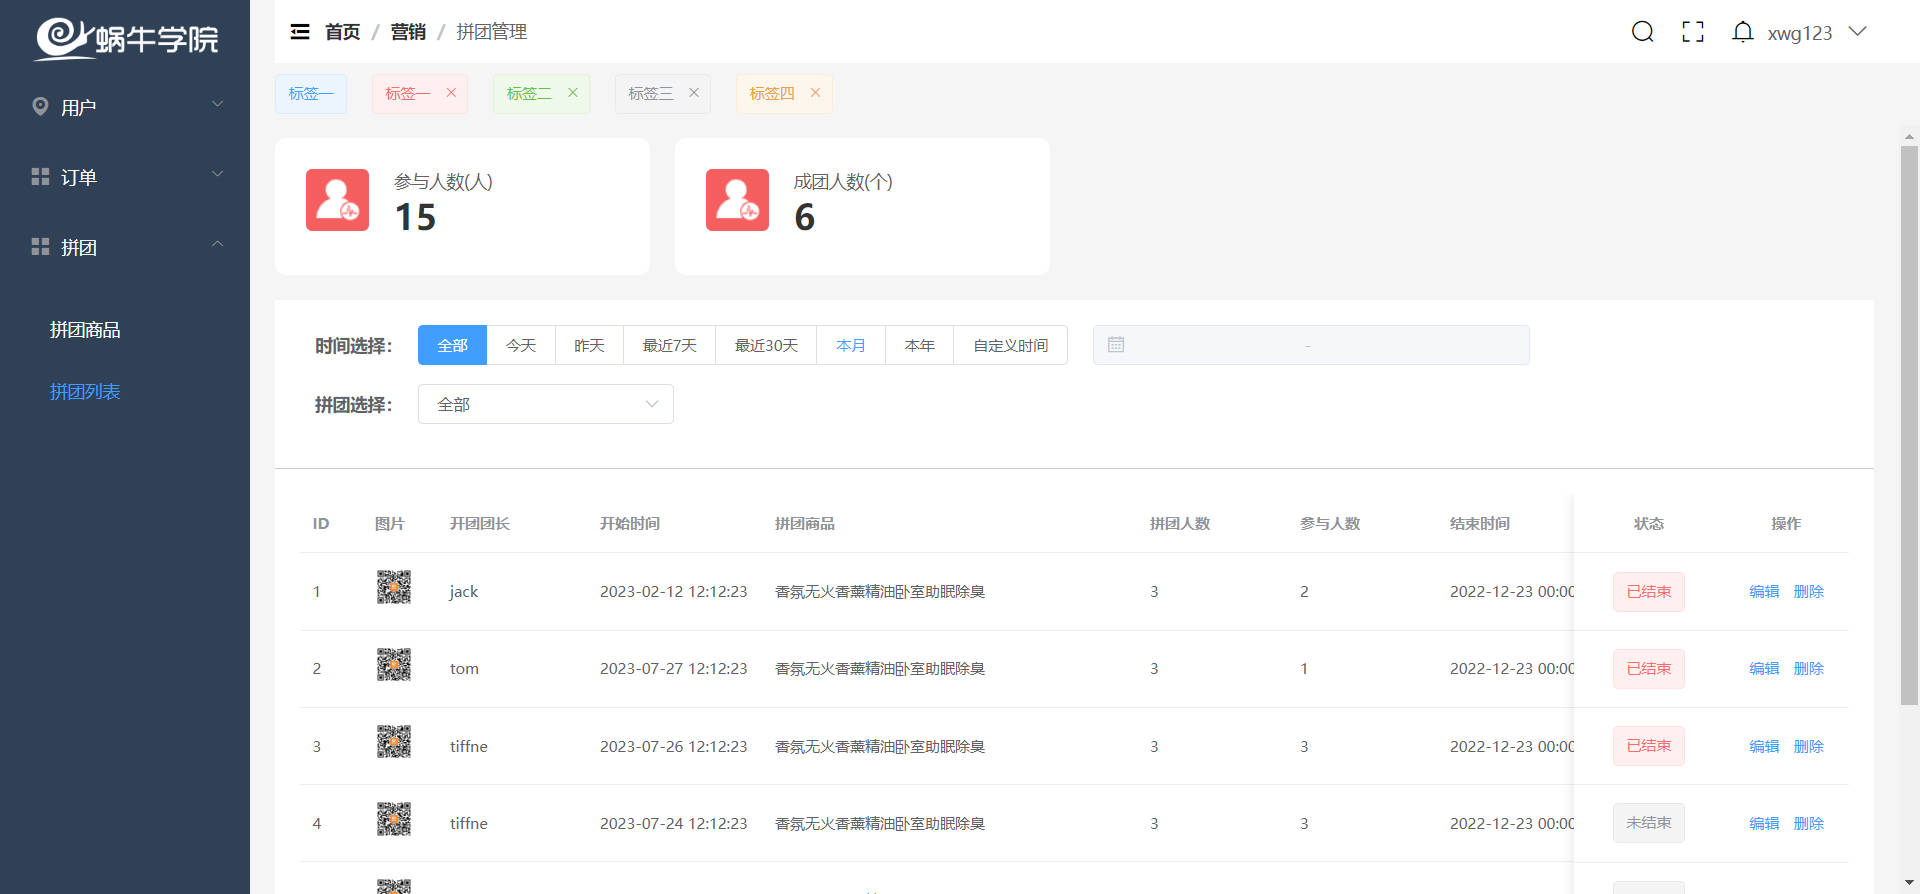 蜗牛学院
首页 / 营销 / 拼团管理
xwg123
用户
订单
拼团
拼团商品
拼团列表
标签一 标签一 × 标签二 × 标签三 × 标签四 ×
参与人数(人)
15
成团人数(个)
6
时间选择： 全部 今天 昨天 最近7天 最近30天 本月 本年 自定义时间 -
拼团选择： 全部
ID 图片 开团团长 开始时间 拼团商品 拼团人数 参与人数 结束时间 状态 操作
1 jack 2023-02-12 12:12:23 香氛无火香薰精油卧室助眠除臭 3 2 2022-12-23 00:00 已结束 编辑 删除
2 tom 2023-07-27 12:12:23 香氛无火香薰精油卧室助眠除臭 3 1 2022-12-23 00:00 已结束 编辑 删除
3 tiffne 2023-07-26 12:12:23 香氛无火香薰精油卧室助眠除臭 3 3 2022-12-23 00:00 已结束 编辑 删除
4 tiffne 2023-07-24 12:12:23 香氛无火香薰精油卧室助眠除臭 3 3 2022-12-23 00:00 未结束 编辑 删除